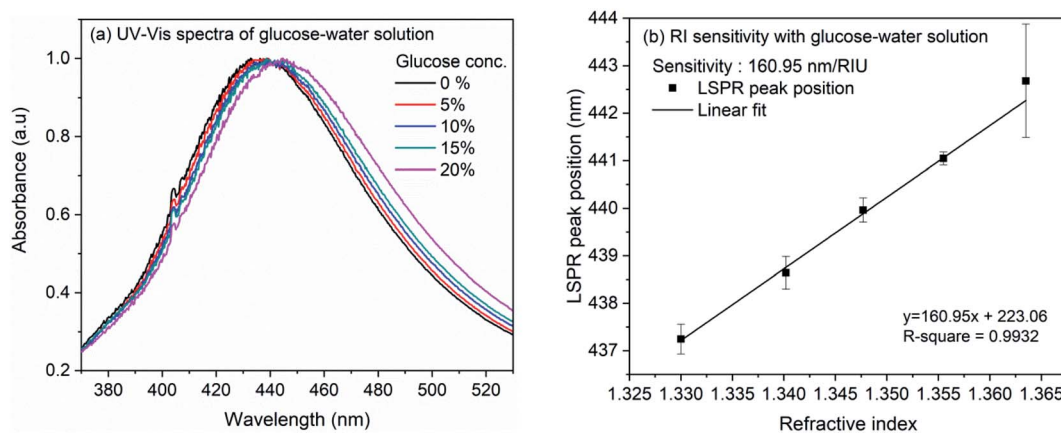 (a) UV-Vis spectra of glucose-water solution
Glucose conc.
0 %
5%
10%
15%
20%
1.0
0.8
0.6
0.4
0.2
Absorbance (a.u)
380 400 420 440 460 480 500 520
Wavelength (nm)
(b) RI sensitivity with glucose-water solution
Sensitivity : 160.95 nm/RIU
LSPR peak position
Linear fit
444
443
442
441
440
439
438
437
LSPR peak position (nm)
y=160.95x + 223.06
R-square = 0.9932
1.325 1.330 1.335 1.340 1.345 1.350 1.355 1.360 1.365
Refractive index